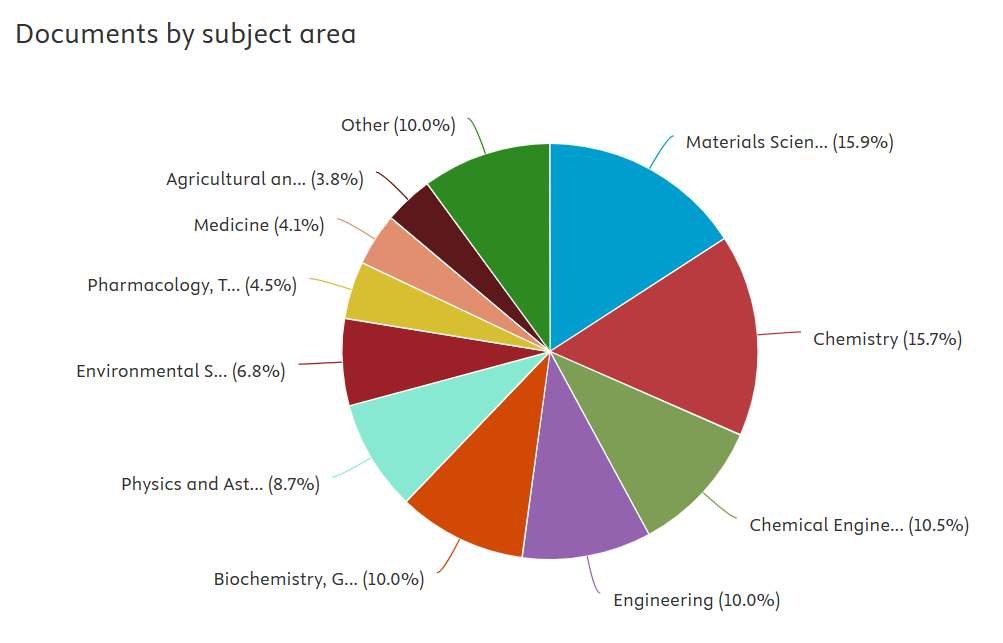 Documents by subject area
Other (10.0%)
Materials Scien... (15.9%)
Agricultural an... (3.8%)
Medicine (4.1%)
Pharmacology, T... (4.5%)
Chemistry (15.7%)
Environmental S... (6.8%)
Physics and Ast... (8.7%)
Chemical Engine... (10.5%)
Biochemistry, G... (10.0%)
Engineering (10.0%)